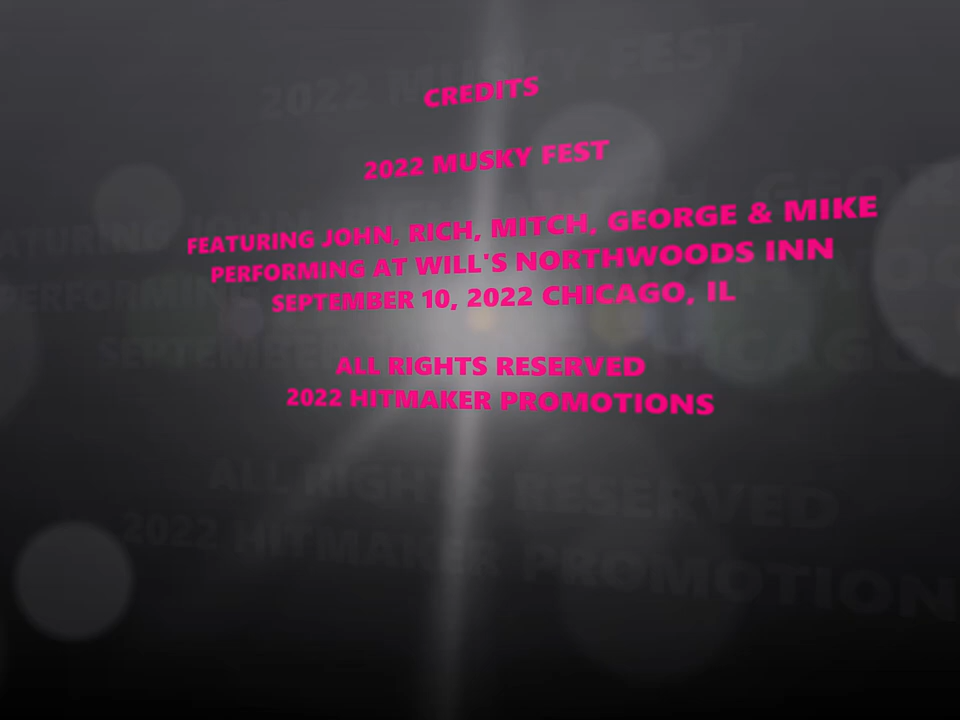 CREDITS
2022 MUSKY FEST
FEATURING JOHN, RICH, MITCH, GEORGE & MIKE
PERFORMING AT WILL'S NORTHWOODS INN
SEPTEMBER 10, 2022 CHICAGO, IL
ALL RIGHTS RESERVED
2022 HITMAKER PROMOTIONS